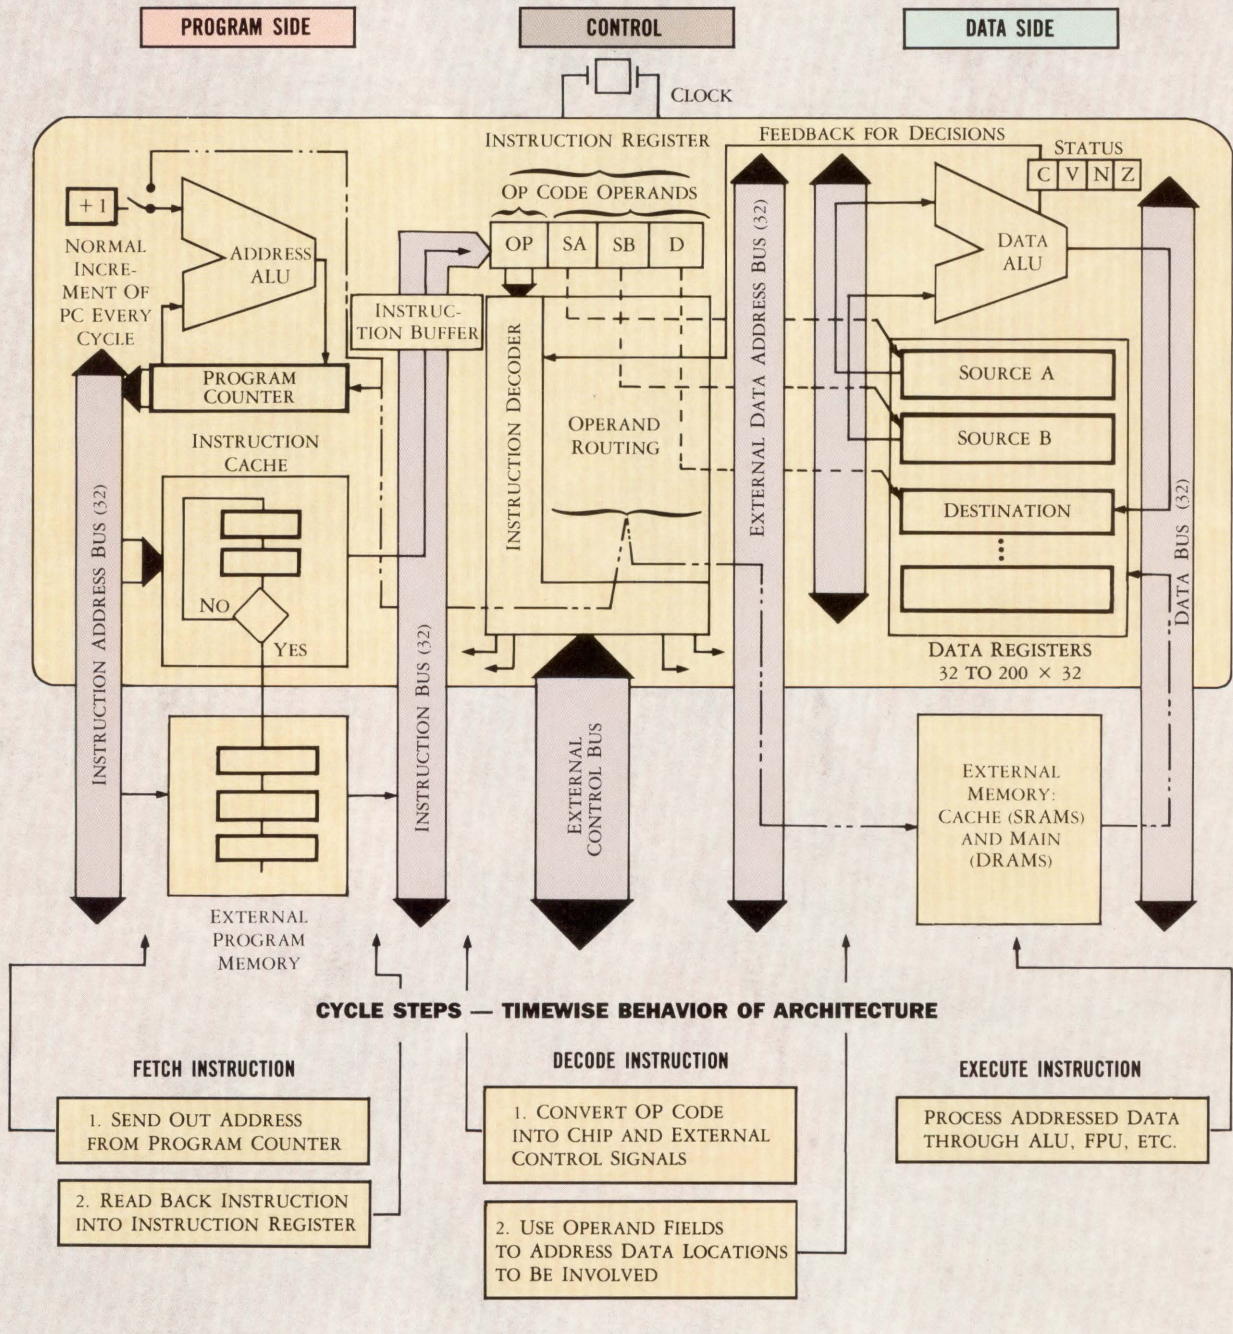 PROGRAM SIDE
CONTROL
DATA SIDE
CLOCK
INSTRUCTION REGISTER
FEEDBACK FOR DECISIONS
STATUS
C V N Z
OP CODE OPERANDS
+1
OP SA SB D
NORMAL
INCRE-
MENT OF
PC EVERY
CYCLE
ADDRESS
ALU
DATA
ALU
INSTRUC-
TION BUFFER
PROGRAM
COUNTER
INSTRUCTION
CACHE
NO
YES
INSTRUCTION DECODER
OPERAND
ROUTING
EXTERNAL DATA ADDRESS BUS (32)
SOURCE A
SOURCE B
DESTINATION
DATA BUS (32)
DATA REGISTERS
32 TO 200 × 32
INSTRUCTION ADDRESS BUS (32)
INSTRUCTION BUS (32)
EXTERNAL
CONTROL BUS
EXTERNAL
MEMORY:
CACHE (SRAMS)
AND MAIN
(DRAMS)
EXTERNAL
PROGRAM
MEMORY
CYCLE STEPS — TIMEWISE BEHAVIOR OF ARCHITECTURE
FETCH INSTRUCTION
1. SEND OUT ADDRESS
FROM PROGRAM COUNTER
2. READ BACK INSTRUCTION
INTO INSTRUCTION REGISTER
DECODE INSTRUCTION
1. CONVERT OP CODE
INTO CHIP AND EXTERNAL
CONTROL SIGNALS
2. USE OPERAND FIELDS
TO ADDRESS DATA LOCATIONS
TO BE INVOLVED
EXECUTE INSTRUCTION
PROCESS ADDRESSED DATA
THROUGH ALU, FPU, ETC.